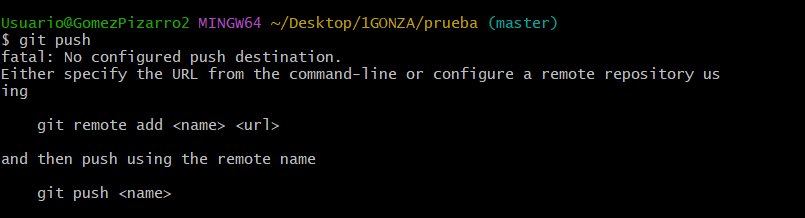 Usuario@GomezPizarro2 MINGW64 ~/Desktop/1GONZA/prueba (master)
$ git push
fatal: No configured push destination.
Either specify the URL from the command-line or configure a remote repository us
ing
    git remote add <name> <url>
and then push using the remote name
    git push <name>